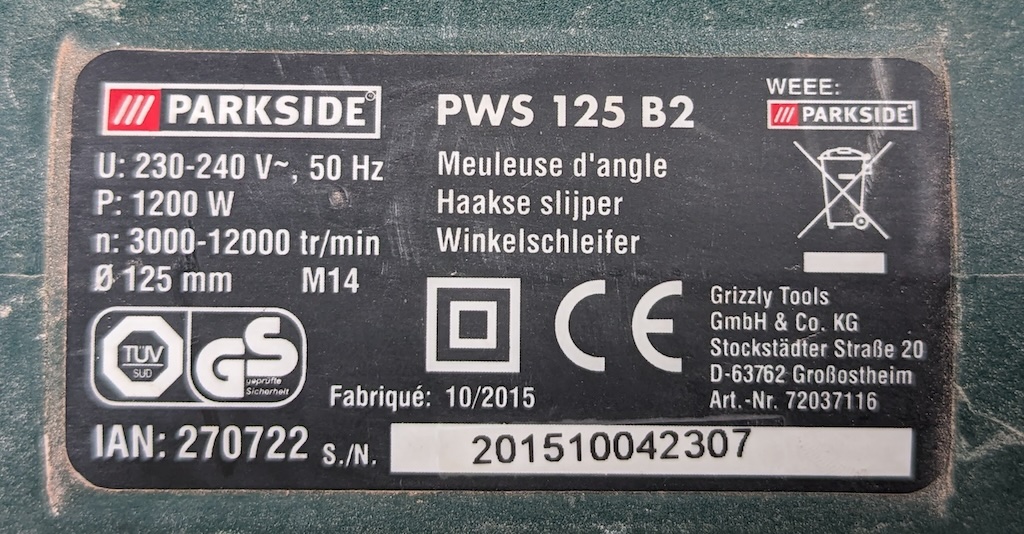 PARKSIDE®
U: 230-240 V~, 50 Hz
P: 1200 W
n: 3000-12000 tr/min
Ø 125 mm M14
TÜV
SUD
GS
geprüfte
Sicherheit
PWS 125 B2
Meuleuse d'angle
Haakse slijper
Winkelschleifer
CE
Fabriqué: 10/2015
WEEE:
PARKSIDE®
Grizzly Tools
GmbH & Co. KG
Stockstädter Straße 20
D-63762 Großostheim
Art.-Nr. 72037116
IAN: 270722 S./N. 201510042307